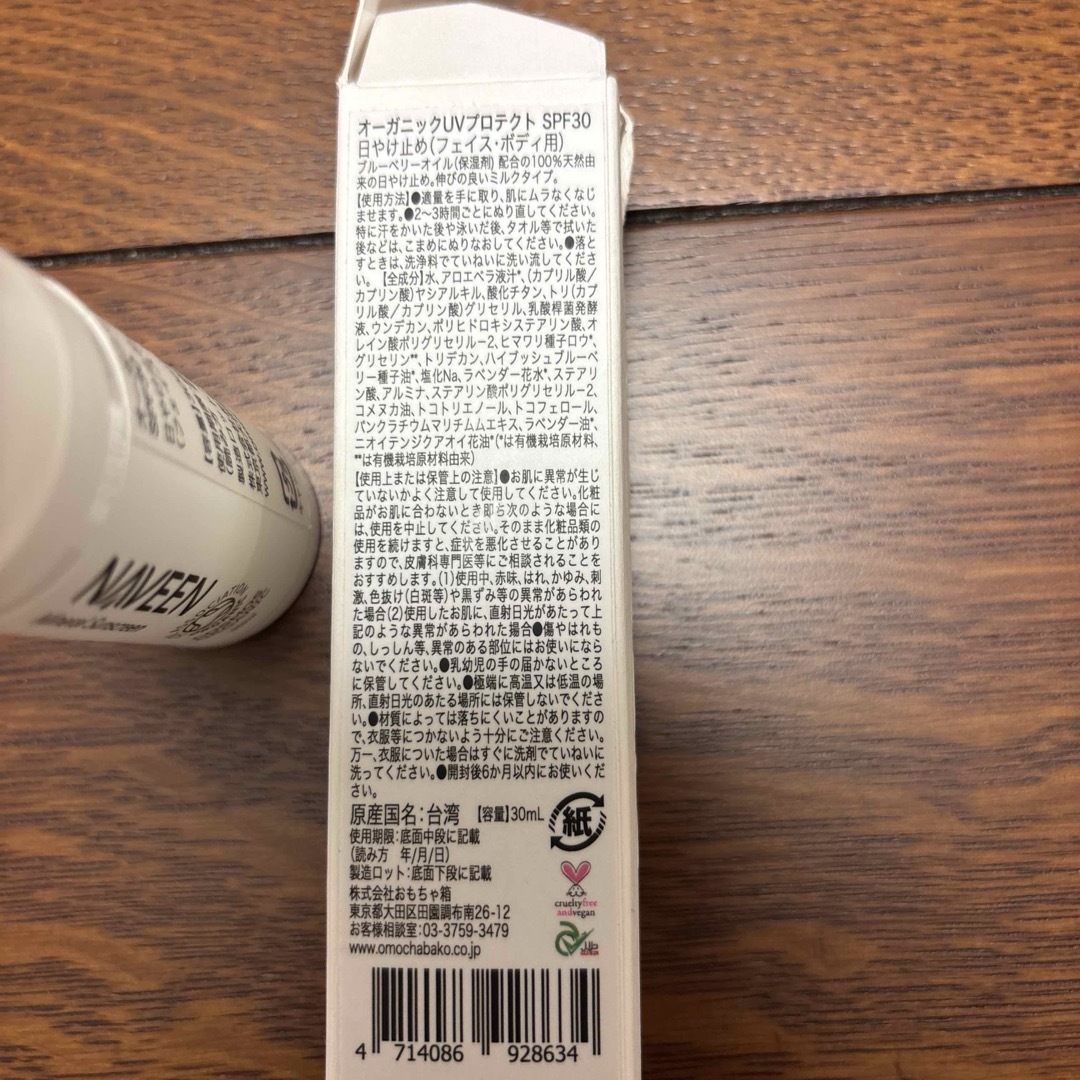 オーガニックUVプロテクト SPF30
日やけ止め(フェイス・ボディ用)
ブルーベリーオイル(保湿剤) 配合の100%天然由
来の日やけ止め。伸びの良いミルクタイプ。
【使用方法】●適量を手に取り、肌にムラなくなじ
ませます。●2〜3時間ごとにぬり直してください。
特に汗をかいた後や泳いだ後、タオル等で拭いた
後などは、こまめにぬりなおしてください。●落と
すときは、洗浄料でていねいに洗い流してくださ
い。【全成分】水、アロエベラ液汁*、(カプリル酸/
カプリン酸)ヤシアルキル、酸化チタン、トリ(カプ
リル酸/カプリン酸)グリセリル、乳酸桿菌発酵
液、ウンデカン、ポリヒドロキシステアリン酸、オ
レイン酸ポリグリセリルー2、ヒマワリ種子ロウ*、
グリセリン**、トリデカン、ハイブッシュブルーベ
リー種子油*、塩化Na、ラベンダー花水*、ステアリ
ン酸、アルミナ、ステアリン酸ポリグリセリルー2、
コメヌカ油、トコトリエノール、トコフェロール、
パンクラチウムマリチムムエキス、ラベンダー油*、
ニオイテンジクアオイ花油*(*は有機栽培原材料、
**は有機栽培原材料由来)
【使用上または保管上の注意】●お肌に異常が生じ
ていないかよく注意して使用してください。化粧
品がお肌に合わないとき即ち次のような場合に
は、使用を中止してください。そのまま化粧品類の
使用を続けますと、症状を悪化させることがあり
ますので、皮膚科専門医等にご相談されることを
おすすめします。(1)使用中、赤味、はれ、かゆみ、刺
激、色抜け(白斑等)や黒ずみ等の異常があらわれ
た場合(2)使用したお肌に、直射日光があたって上
記のような異常があらわれた揚合●傷やはれも
の、しっしん等、異常のある部位にはお使いになら
ないでください。●乳幼児の手の届かないところ
に保管してください。●極端に高温又は低温の場
所、直射日光のあたる場所には保管しないでくださ
い。●材質によっては落ちにくいことがありますの
で、衣服等につかないよう十分にご注意ください。
万一、衣服についた場合はすぐに洗剤でていねいに
洗ってください。●開封後6か月以内にお使いくだ
さい。
原産国名:台湾 【容量】30mL
使用期限:底面中段に記載
(読み方 年/月/日)
製造ロット:底面下段に記載
株式会社おもちゃ箱
東京都大田区田園調布南26-12
お客様相談室:03-3759-3479
www.omochabako.co.jp
紙
crueltyfree
andvegan
4 714086 928634
NAVEEN
Mineral Sunscreen